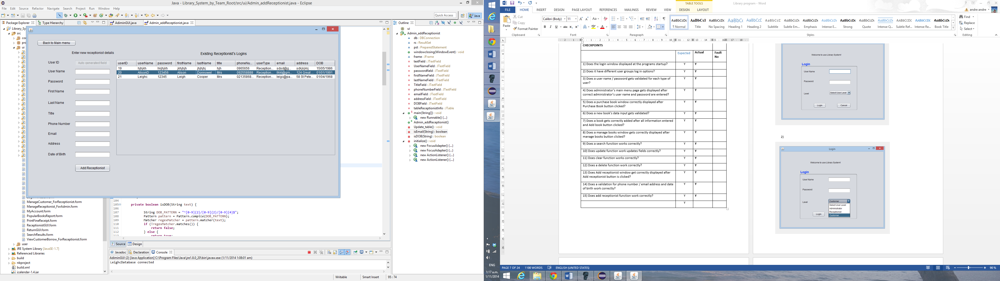 Java - Library_System_by_Team_Root/src/ui/Admin_addReceptionist.java - Eclipse
File Edit Source Refactor Navigate Search Project Run Window Help
Quick Access
Java
Package Explorer
Type Hierarchy
Library_Sy
src
ui
Back to Main menu
Enter new receptionist details
User ID
Auto generated field
User Name
Password
First Name
Last Name
Title
Phone Number
Email
Address
Date of Birth
Add Receptionist
Existing Receptionist's Logins
userID userName password firstName lastName title phoneNu... userType email address DOB
19 hjhjkh hkjhjkh jkhjhjh jhjhjhj hjh 0965656 Reception... sdsd@g... sdkjkjkkj 15/05/1986
20 AlisonD 123456 Alison Donnowel Mrs 092558888 Reception... llkkl@gm... 124 Great ... 01/01/1991
21 Leighc 12345 Leigh Cooper Mrs 02135868... Reception... leigc@pa... 58 St Pete... 01/04/1968
ManageCustomer_ForReceptionist.form
ManageRecepitonist_ForAdmin.form
MyAccount.form
PopularBooksReport.form
PrintFineReceipt.form
ReceptionistGUI.form
ReturnGUI.form
SearchResults.form
ViewCustomerBorrow_ForReceptionist.form
user
JRE System Library [JavaSE-1.7]
Referenced Libraries
build
nbproject
build.xml
jcalendar-1.4.jar
AdiminGUI.java
Admin_addReceptionist.java
104
105 private boolean isDOB(String text) {
106
107 String DOB_PATTERN = "^[0-9]{2}/[0-9]{2}/[0-9]{4}$";
108 Pattern pattern = Pattern.compile(DOB_PATTERN);
109 Matcher regexMatcher = pattern.matcher(text);
110 if (!regexMatcher.matches()) {
111 return false;
112 } else {
113 return true;
Source Design
Javadoc Declaration Console
AdiminGUI (2) [Java Application] C:\Program Files\Java\jre1.8.0_20\bin\javaw.exe (1/11/2014 1:08:01 am)
LeighcDatabase connected
Writable Smart Insert 95 : 74
Outline
ui
Admin_addReceptionist
db : DBConnection
rs : ResultSet
pst : PreparedStatement
windowclosing(WindowEvent) : void
frame : JFrame
textField : JTextField
UserNameField : JTextField
passwordfield : JTextField
firstNameField : JTextField
lastNameField : JTextField
TitleField : JTextField
phoneNumberField : JTextField
emailField : JTextField
addressField : JTextField
DOBField : JTextField
tableReceptionistInfo : JTable
main(String[]) : void
new Runnable() {...}
Admin_addReceptionist()
Update_table() : void
isEmail(String) : boolean
isDOB(String) : boolean
initialize() : void
new FocusAdapter() {...}
new FocusAdapter() {...}
new ActionListener() {...}
new ActionListener() {...}
ENG
1:17 a.m.
1/11/2014
TABLE TOOLS
Library program - Word
FILE HOME INSERT DESIGN PAGE LAYOUT REFERENCES MAILINGS REVIEW VIEW DESIGN LAYOUT
andre andre
Paste
Cut
Copy
Format Painter
Clipboard
Calibri (Body) 11
Font
Paragraph
¶ Normal Title No Spacing Heading 1 Heading 2 Subtitle Subtle Em... Emphasis Intense E... Strong Quote Intense Q... Subtle Ref... Intense Re... Book Title
Styles
Find
Replace
Select
Editing
CHECKPOINTS
Expected Actual Fault No
1) Does the login window displayed at the programs startup? Y Y
2) Does it have different user groups log in options? Y Y
3) Does a user name / password gets validated for each type of user? Y Y
4) Does administrator's main menu page gets displayed after correct administrator's user name and password are entered? Y Y
5) Does a purchase book window correctly displayed after Purchase Book button clicked? Y Y
6) Does a new book's data input gets validated? Y Y
7) Does a book gets correctly added after all information entered and Add book button clicked? Y Y
8) Does a manage books window gets correctly displayed after manage books button clicked? Y Y
9) Does a search function works correctly? Y Y
10) Does update function work updates fields correctly? Y Y
11) Does clear function works correctly? Y Y
12) Does a delete function work correctly? Y Y
13) Does Add receptionist window get correctly displayed after Add receptionist button is clicked? Y Y
14) Does a validation for phone number / email address and date of birth work correctly? Y Y
15) Does add receptionist function work correctly? Y Y
Y
Welcome to use Library System!
Login
User Name
Password
Level
Select User Level
Login Cancel
2)
Login
Welcome to use Library System!
Login
User Name
Password
Level
Customer
Select User Level
Administrator
Receptionist
Customer
Login
PAGE 7 OF 24 1100 WORDS ENGLISH (UNITED STATES)
90 %